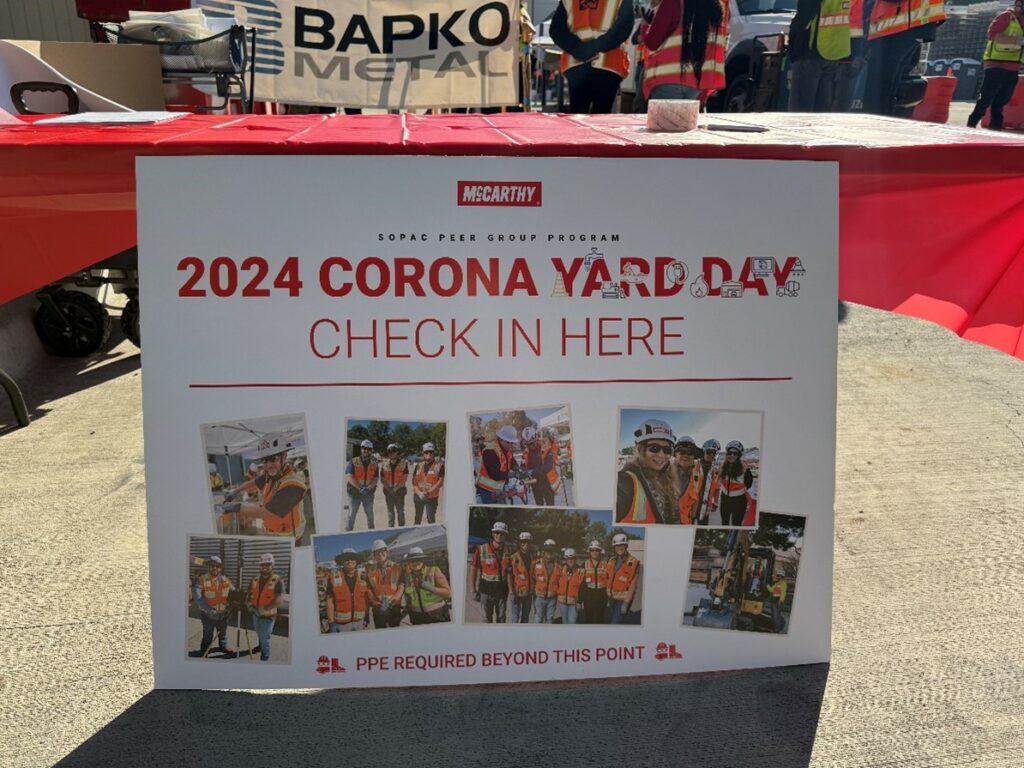 BAPKO
METAL
McCARTHY
SOPAC PEER GROUP PROGRAM
2024 CORONA YARD DAY
CHECK IN HERE
PPE REQUIRED BEYOND THIS POINT